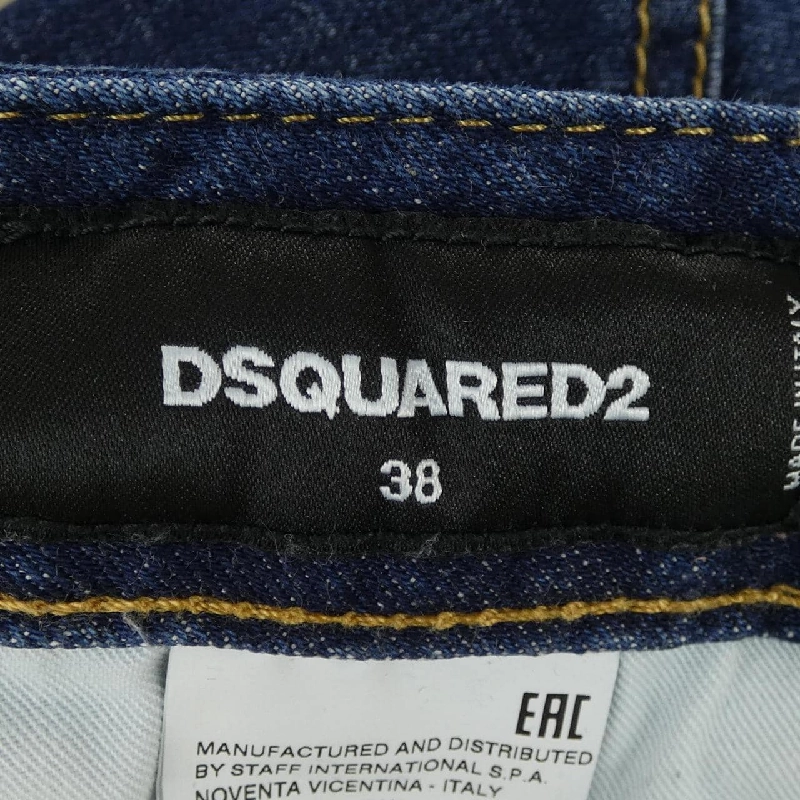 DSQUARED2
38
MADE IN ITALY
EAC
MANUFACTURED AND DISTRIBUTED
BY STAFF INTERNATIONAL S.P.A.
NOVENTA VICENTINA - ITALY